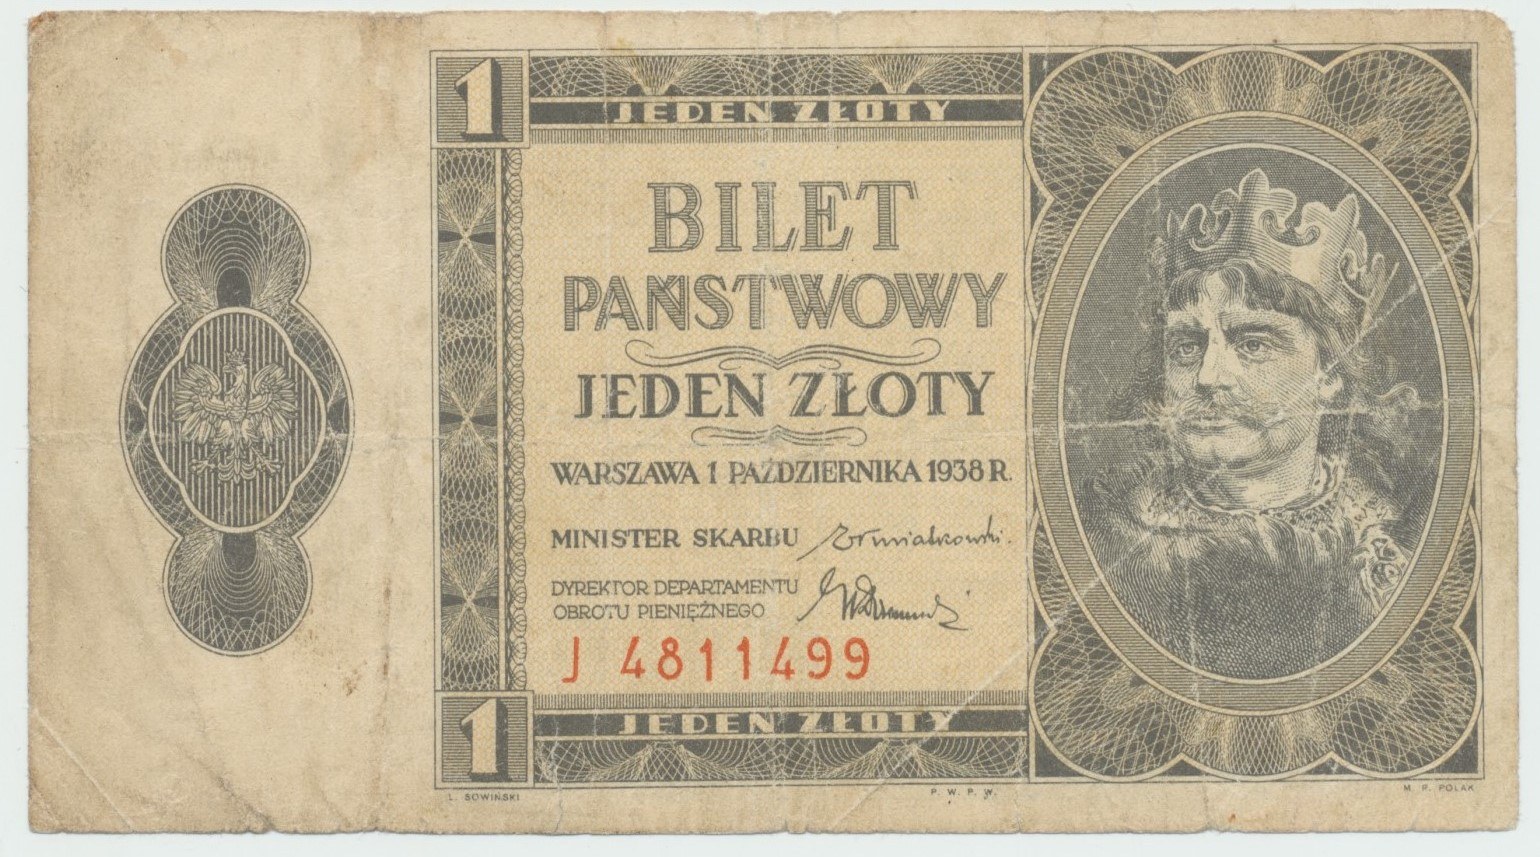 1
JEDEN ZŁOTY
BILET
PAŃSTWOWY
JEDEN ZŁOTY
WARSZAWA 1 PAŹDZIERNIKA 1938 R.
MINISTER SKARBU
DYREKTOR DEPARTAMENTU
OBROTU PIENIĘŻNEGO
J 4811499
1
JEDEN ZŁOTY
L. SOWIŃSKI
P. W. P. W.
M. R. POLAK